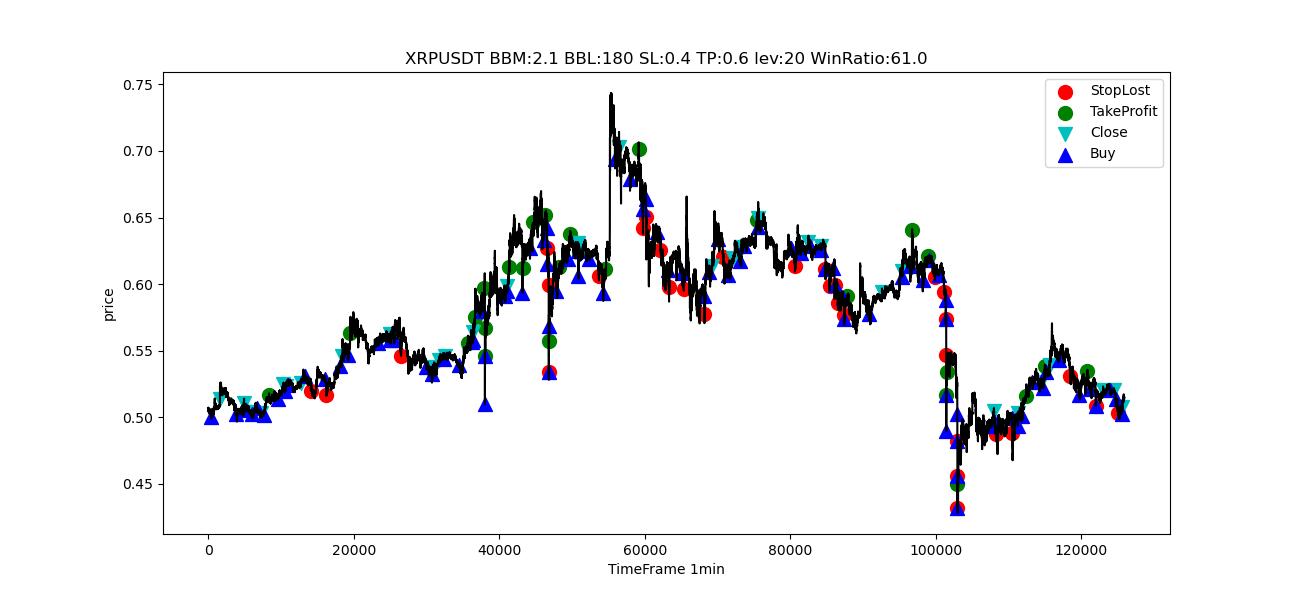 XRPUSDT BBM:2.1 BBL:180 SL:0.4 TP:0.6 lev:20 WinRatio:61.0
StopLost
TakeProfit
Close
Buy
price
0.75
0.70
0.65
0.60
0.55
0.50
0.45
0
20000
40000
60000
80000
100000
120000
TimeFrame 1min